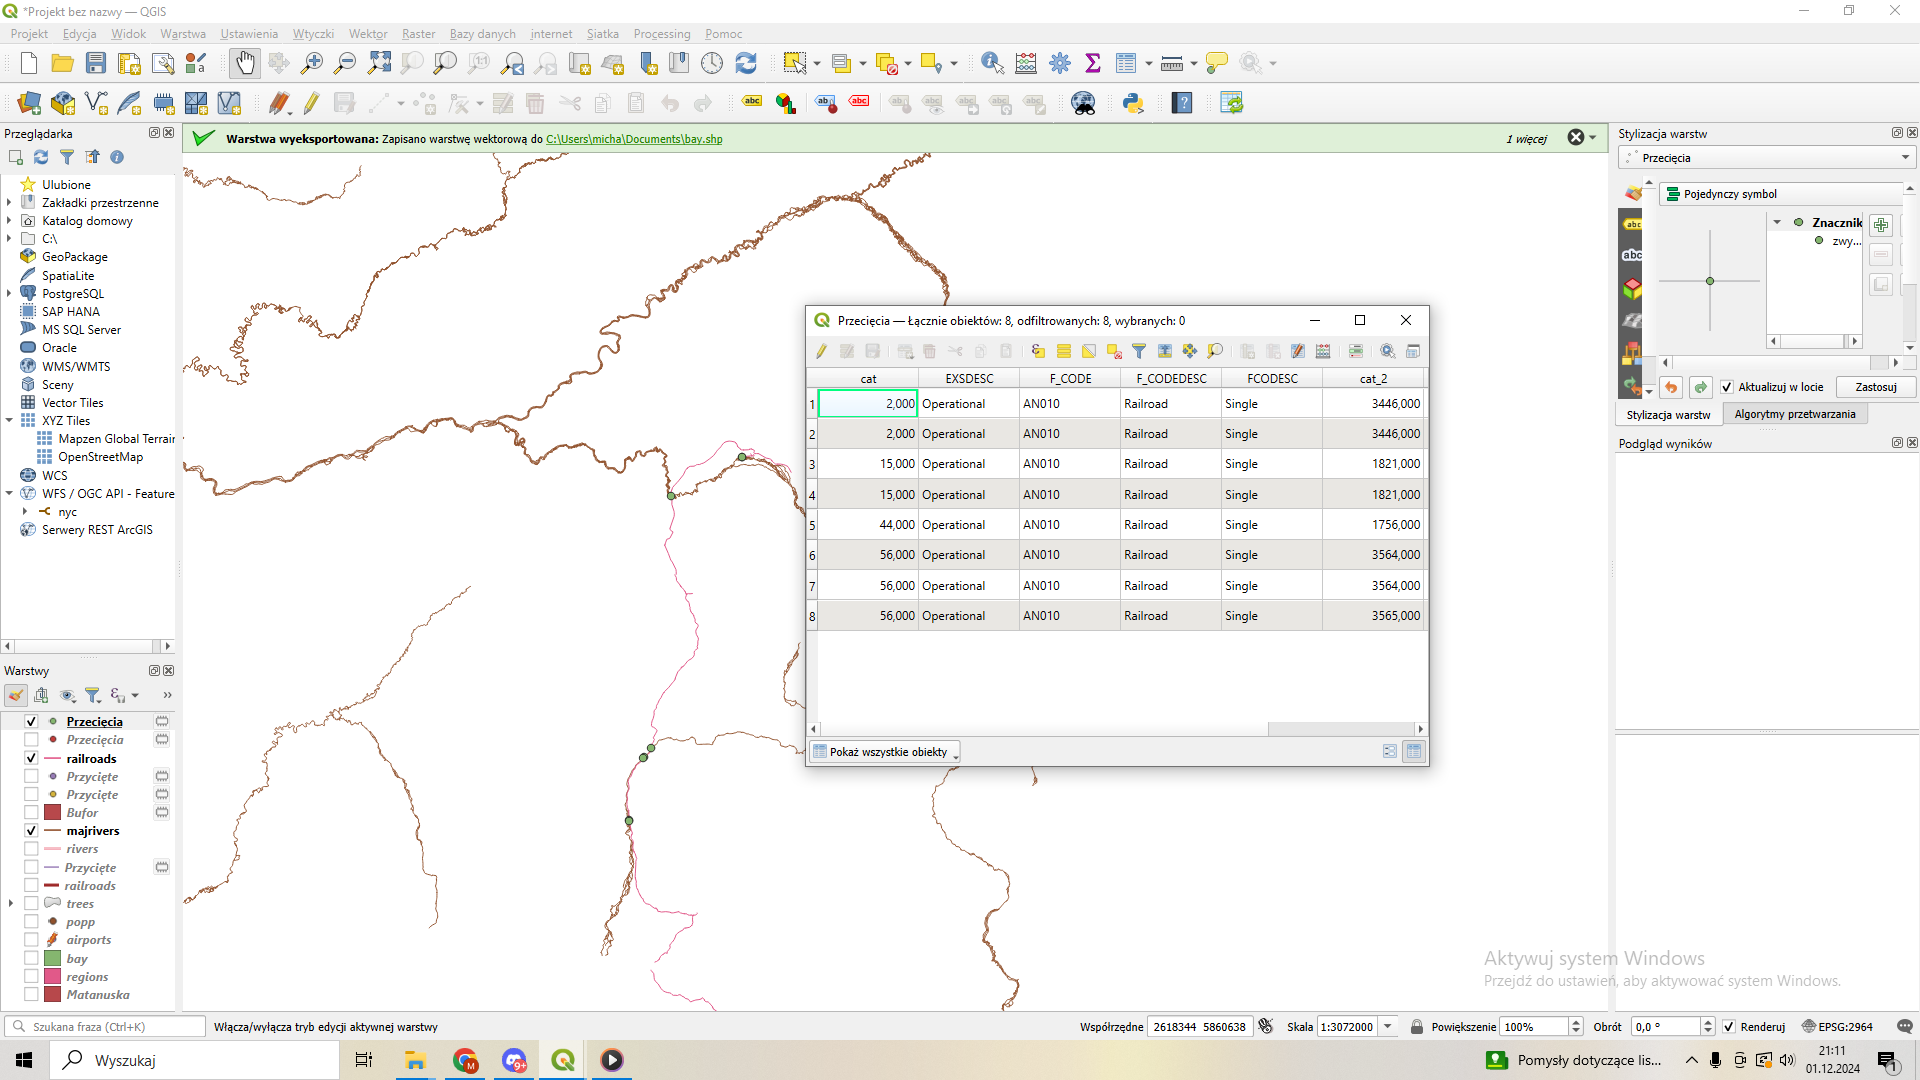 *Projekt bez nazwy — QGIS
Projekt Edycja Widok Warstwa Ustawienia Wtyczki Wektor Raster Bazy danych internet Siatka Processing Pomoc
Przeglądarka
Ulubione
Zakładki przestrzenne
Katalog domowy
C:\
GeoPackage
SpatiaLite
PostgreSQL
SAP HANA
MS SQL Server
Oracle
WMS/WMTS
Sceny
Vector Tiles
XYZ Tiles
Mapzen Global Terrain
OpenStreetMap
WCS
WFS / OGC API - Feature
nyc
Serwery REST ArcGIS
Warstwy
Przecięcia
Przecięcia
railroads
Przycięte
Przycięte
Bufor
majrivers
rivers
Przycięte
railroads
trees
popp
airports
bay
regions
Matanuska
Warstwa wyeksportowana: Zapisano warstwę wektorową do C:\Users\micha\Documents\bay.shp
1 więcej
Przecięcia — Łącznie obiektów: 8, odfiltrowanych: 8, wybranych: 0
cat EXSDESC F_CODE F_CODEDESC FCODESC cat_2
1 2,000 Operational AN010 Railroad Single 3446,000
2 2,000 Operational AN010 Railroad Single 3446,000
3 15,000 Operational AN010 Railroad Single 1821,000
4 15,000 Operational AN010 Railroad Single 1821,000
5 44,000 Operational AN010 Railroad Single 1756,000
6 56,000 Operational AN010 Railroad Single 3564,000
7 56,000 Operational AN010 Railroad Single 3564,000
8 56,000 Operational AN010 Railroad Single 3565,000
Pokaż wszystkie obiekty
Stylizacja warstw
Przecięcia
Pojedynczy symbol
Znacznik
zwy...
Aktualizuj w locie Zastosuj
Stylizacja warstw Algorytmy przetwarzania
Podgląd wyników
Aktywuj system Windows
Przejdź do ustawień, aby aktywować system Windows.
Szukana fraza (Ctrl+K) Włącza/wyłącza tryb edycji aktywnej warstwy Współrzędne 2618344 5860638 Skala 1:3072000 Powiększenie 100% Obrót 0,0 ° Renderuj EPSG:2964
Wyszukaj
Pomysły dotyczące lis...
21:11
01.12.2024